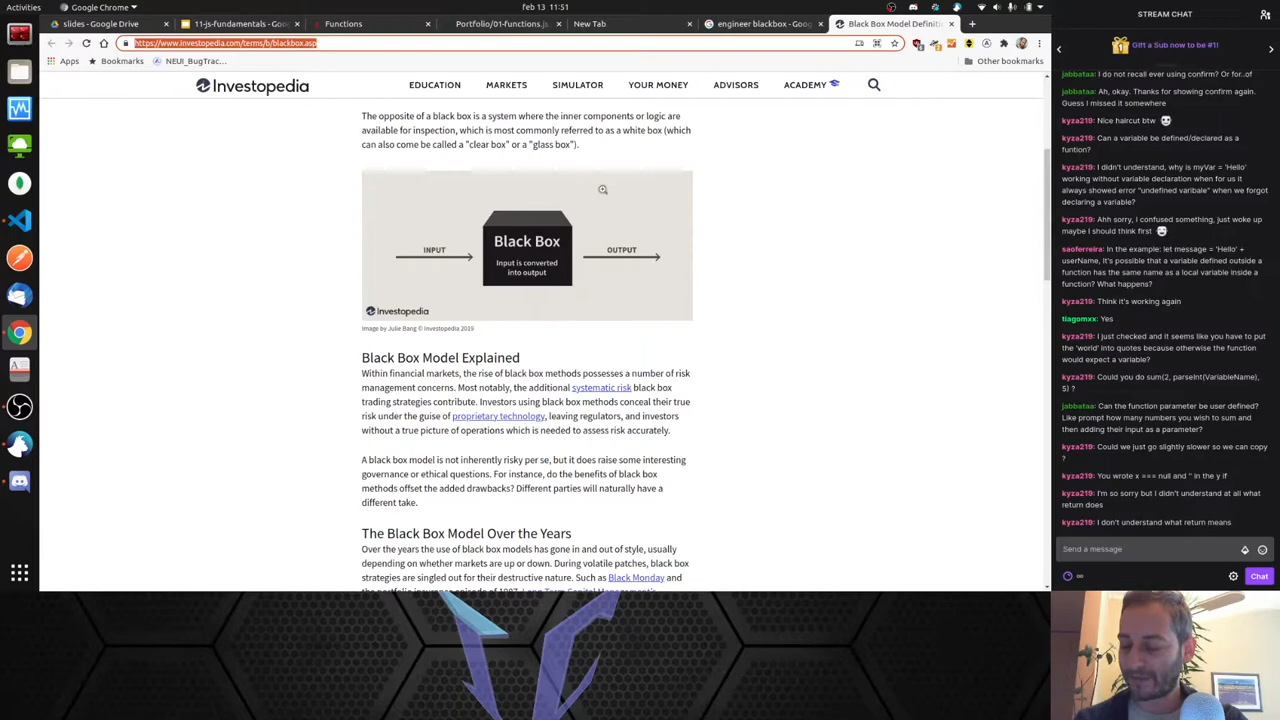 Activities
Google Chrome
feb 13 11:51
slides - Google Drive
11-js-fundamentals - Goog
Functions
Portfolio/01-functions.js
New Tab
engineer blackbox - Goog
Black Box Model Definiti
https://www.investopedia.com/terms/b/blackbox.asp
Apps
Bookmarks
NEUI_BugTrac...
Other bookmarks
Investopedia
EDUCATION
MARKETS
SIMULATOR
YOUR MONEY
ADVISORS
ACADEMY
The opposite of a black box is a system where the inner components or logic are
available for inspection, which is most commonly referred to as a white box (which
can also come be called a "clear box" or a "glass box").
INPUT
Black Box
Input is converted
into output
OUTPUT
Investopedia
Image by Julie Bang © Investopedia 2019
Black Box Model Explained
Within financial markets, the rise of black box methods possesses a number of risk
management concerns. Most notably, the additional systematic risk black box
trading strategies contribute. Investors using black box methods conceal their true
risk under the guise of proprietary technology, leaving regulators, and investors
without a true picture of operations which is needed to assess risk accurately.
A black box model is not inherently risky per se, but it does raise some interesting
governance or ethical questions. For instance, do the benefits of black box
methods offset the added drawbacks? Different parties will naturally have a
different take.
The Black Box Model Over the Years
Over the years the use of black box models has gone in and out of style, usually
depending on whether markets are up or down. During volatile patches, black box
strategies are singled out for their destructive nature. Such as Black Monday and
the portfolio insurance episode of 1987, Long-Term Capital Management's
STREAM CHAT
Gift a Sub now to be #1!
jabbataa: I do not recall ever using confirm? Or for..of
jabbataa: Ah, okay. Thanks for showing confirm again.
Guess I missed it somewhere
kyza219: Nice haircut btw
kyza219: Can a variable be defined/declared as a
funtion?
kyza219: I didn't understand, why is myVar = 'Hello'
working without variable declaration when for us it
always showed error "undefined varibale" when we forgot
declaring a variable?
kyza219: Ahh sorry, I confused something, just woke up
maybe I should think first
saoferreira: In the example: let message = 'Hello' +
userName, it's possible that a variable defined outside a
function has the same name as a local variable inside a
function? What happens?
kyza219: Think it's working again
tiagomxx: Yes
kyza219: I just checked and it seems like you have to put
the 'world' into quotes because otherwise the function
would expect a variable?
kyza219: Could you do sum(2, parseInt(VariableName),
5) ?
jabbataa: Can the function parameter be user defined?
Like prompt how many numbers you wish to sum and
then adding their input as a parameter?
kyza219: Could we just go slightly slower so we can copy
?
kyza219: You wrote x === null and '' in the y if
kyza219: I'm so sorry but I didn't understand at all what
return does
kyza219: I don't understand what return means
Send a message
Chat